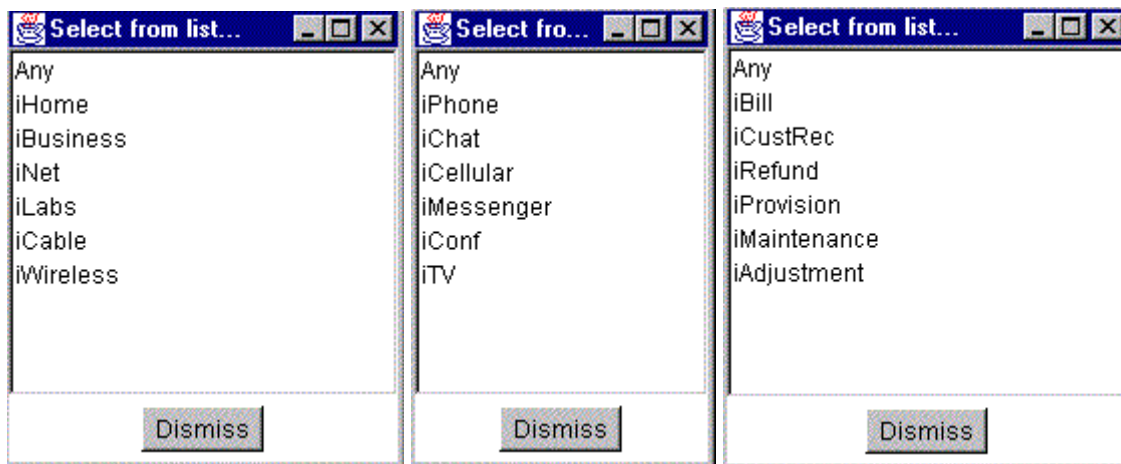 Select from list...
Any
iHome
iBusiness
iNet
iLabs
iCable
iWireless
Dismiss
Select fro...
Any
iPhone
iChat
iCellular
iMessenger
iConf
iTV
Dismiss
Select from list...
Any
iBill
iCustRec
iRefund
iProvision
iMaintenance
iAdjustment
Dismiss